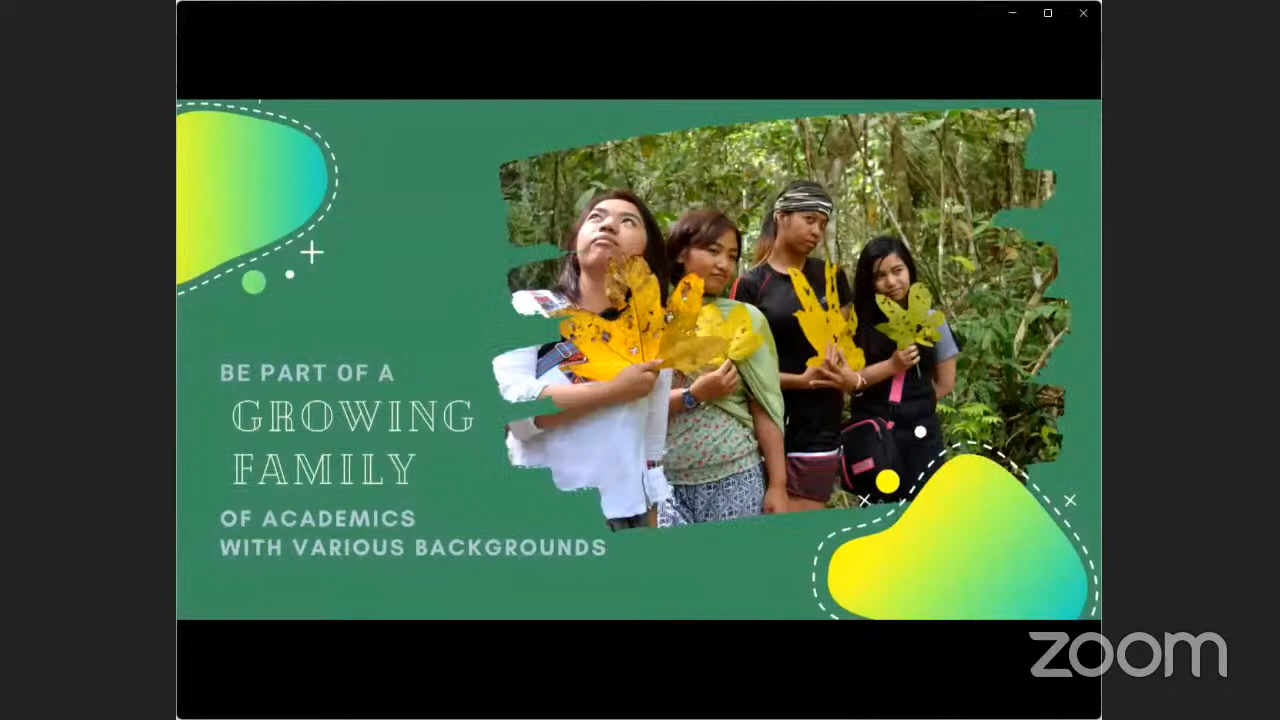 BE PART OF A
GROWING
FAMILY
OF ACADEMICS
WITH VARIOUS BACKGROUNDS
zoom